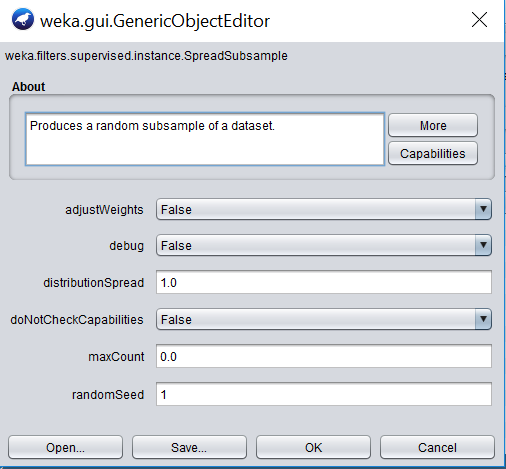 weka.gui.GenericObjectEditor
weka.filters.supervised.instance.SpreadSubsample
About
Produces a random subsample of a dataset.
More
Capabilities
adjustWeights False
debug False
distributionSpread 1.0
doNotCheckCapabilities False
maxCount 0.0
randomSeed 1
Open... Save... OK Cancel